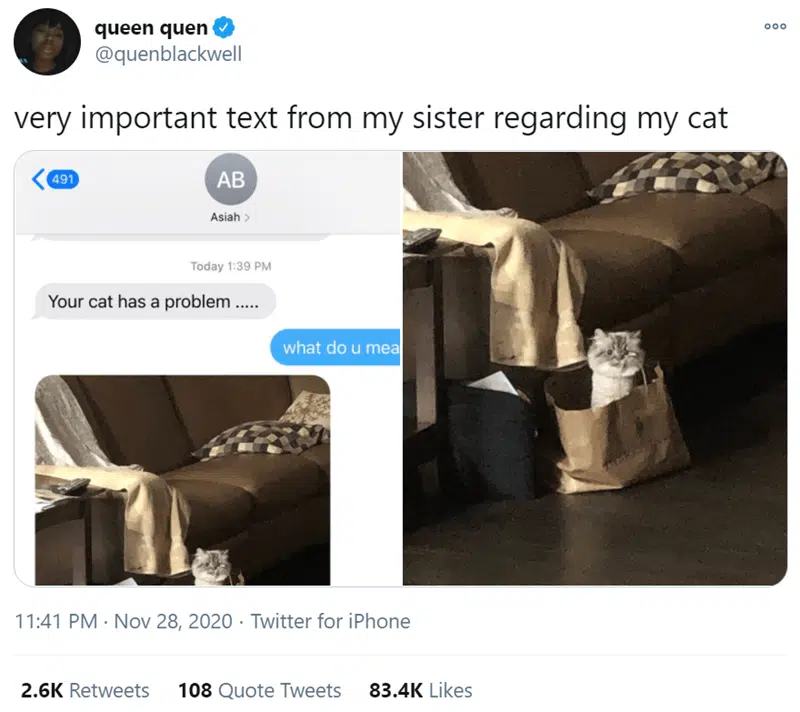 queen quen
@quenblackwell
very important text from my sister regarding my cat
491
AB
Asiah >
Today 1:39 PM
Your cat has a problem .....
what do u mea
11:41 PM · Nov 28, 2020 · Twitter for iPhone
2.6K Retweets 108 Quote Tweets 83.4K Likes